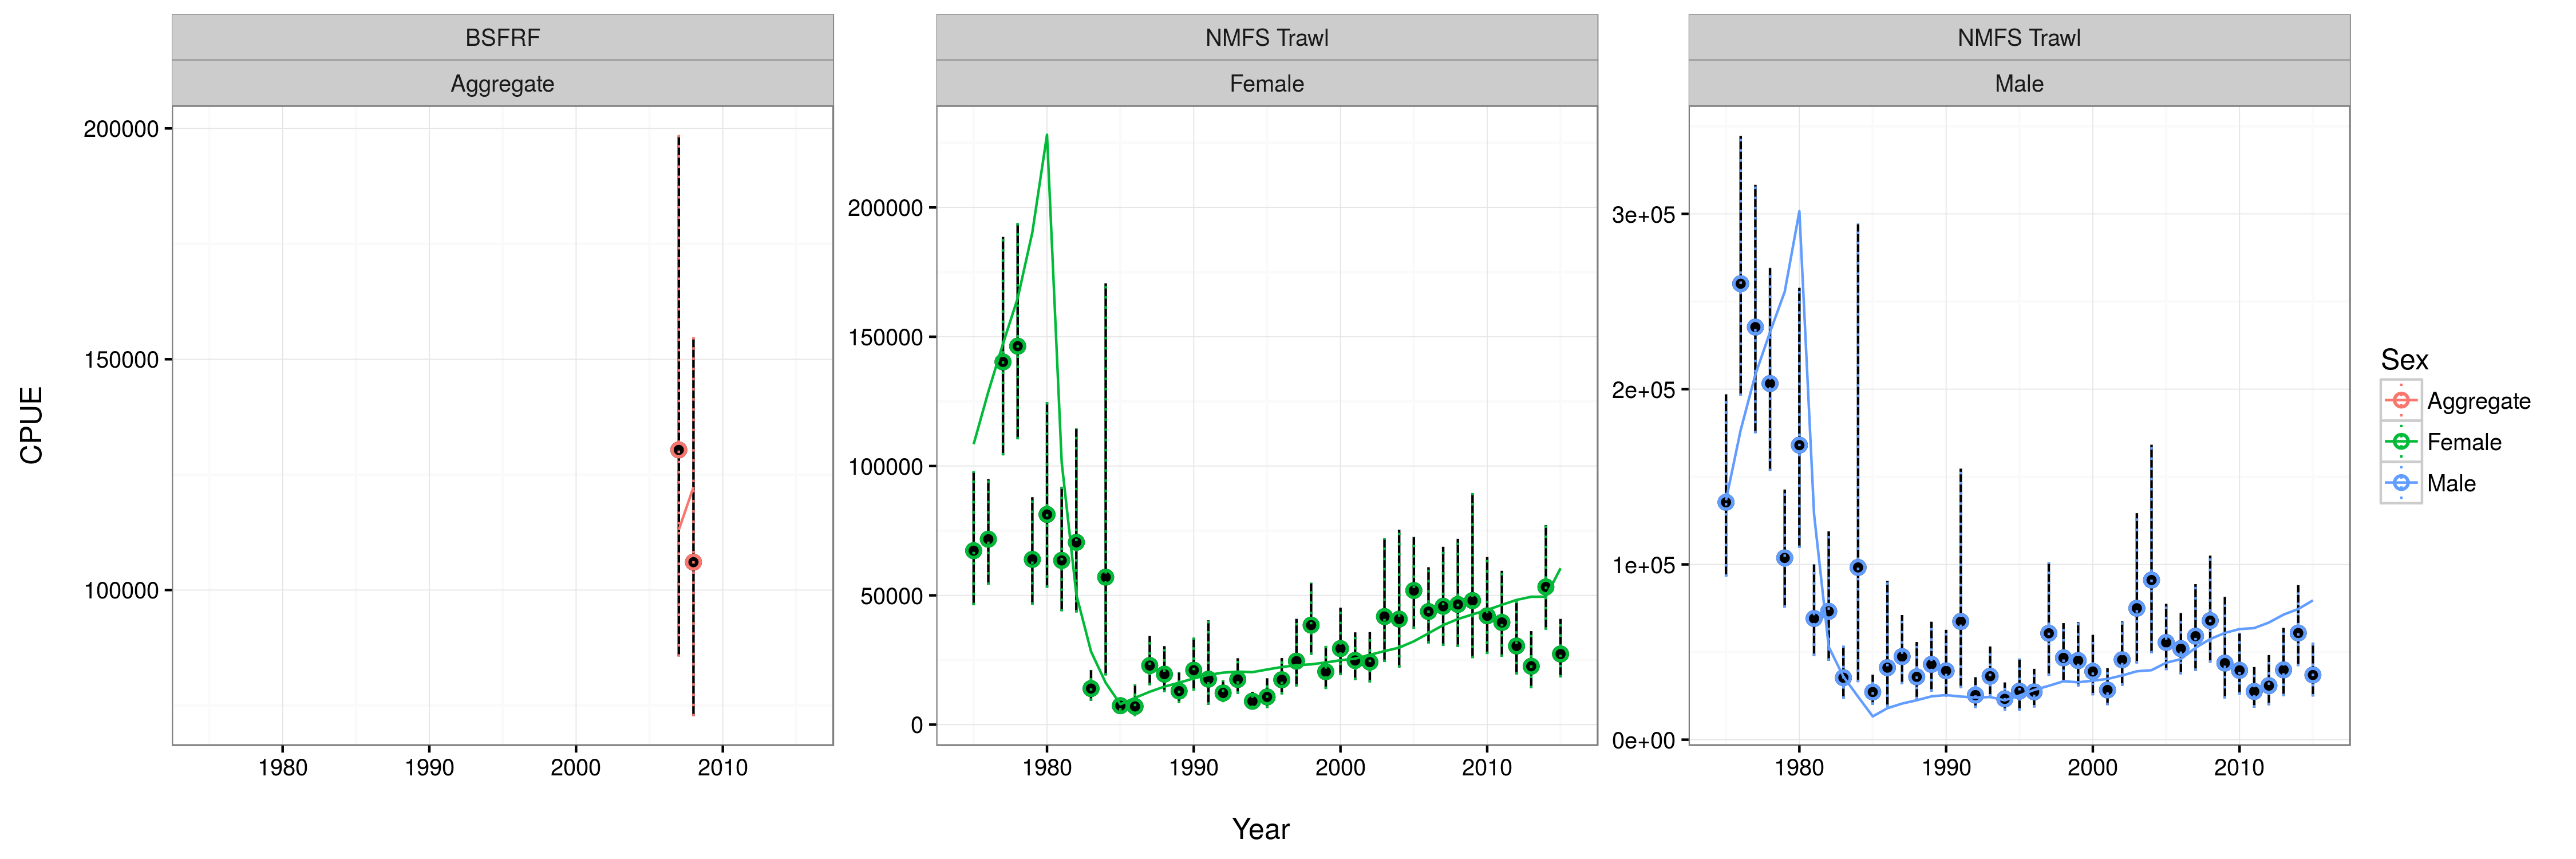 BSFRF
Aggregate
NMFS Trawl
Female
NMFS Trawl
Male
CPUE
200000
150000
100000
200000
150000
100000
50000
0
3e+05
2e+05
1e+05
0e+00
1980 1990 2000 2010
1980 1990 2000 2010
1980 1990 2000 2010
Year
Sex
Aggregate
Female
Male